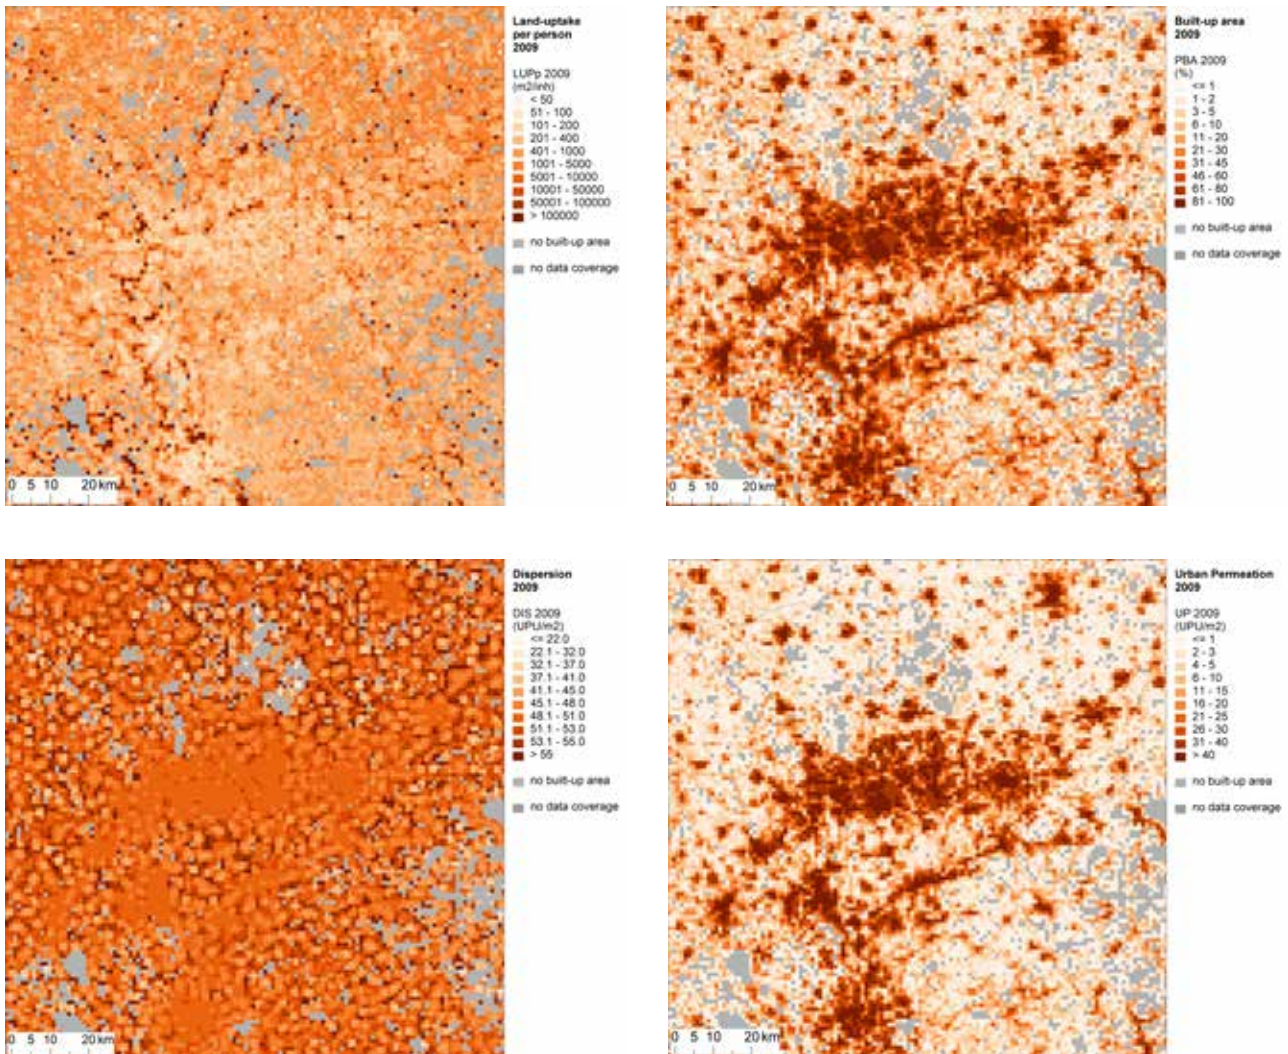 Land-uptake
per person
2009
LUPp 2009
(m2/inh)
< 50
51 - 100
101 - 200
201 - 400
401 - 1000
1001 - 5000
5001 - 10000
10001 - 50000
50001 - 100000
> 100000
no built-up area
no data coverage
0 5 10 20 km
Built-up area
2009
PBA 2009
(%)
<= 1
1 - 2
3 - 5
6 - 10
11 - 20
21 - 30
31 - 45
46 - 60
61 - 80
81 - 100
no built-up area
no data coverage
0 5 10 20 km
Dispersion
2009
DIS 2009
(UPU/m2)
<= 22.0
22.1 - 32.0
32.1 - 37.0
37.1 - 41.0
41.1 - 45.0
45.1 - 48.0
48.1 - 51.0
51.1 - 53.0
53.1 - 55.0
> 55
no built-up area
no data coverage
0 5 10 20 km
Urban Permeation
2009
UP 2009
(UPU/m2)
<= 1
2 - 3
4 - 5
6 - 10
11 - 15
16 - 20
21 - 25
26 - 30
31 - 40
> 40
no built-up area
no data coverage
0 5 10 20 km